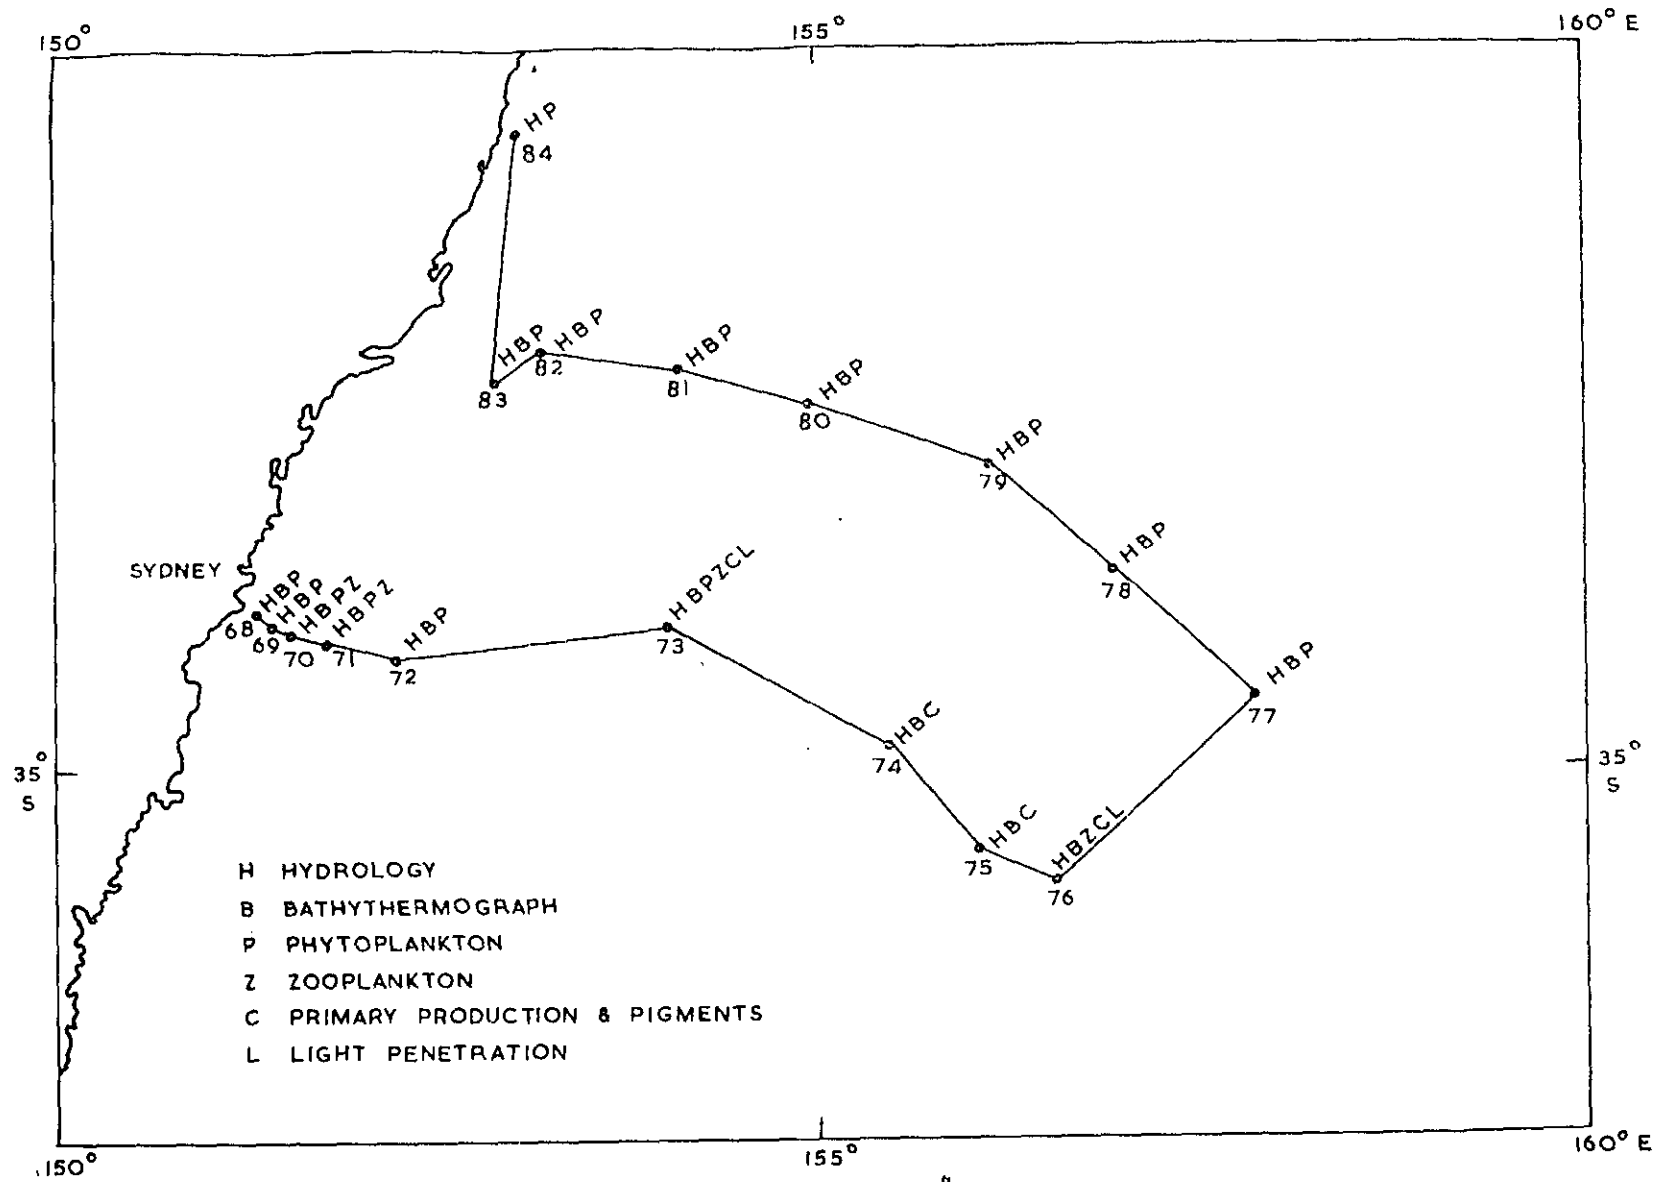 150°
155°
160° E
HP
84
HBP
83
HBP
82
HBP
81
HBP
80
HBP
79
HBP
78
HBP
77
SYDNEY
HBP
68
HBP
69
HBPZ
70
HBPZ
71
HBP
72
HBPZCL
73
HBC
74
HBC
75
HBZCL
76
35°
S
35°
S
H HYDROLOGY
B BATHYTHERMOGRAPH
P PHYTOPLANKTON
Z ZOOPLANKTON
C PRIMARY PRODUCTION & PIGMENTS
L LIGHT PENETRATION
150°
155°
160° E